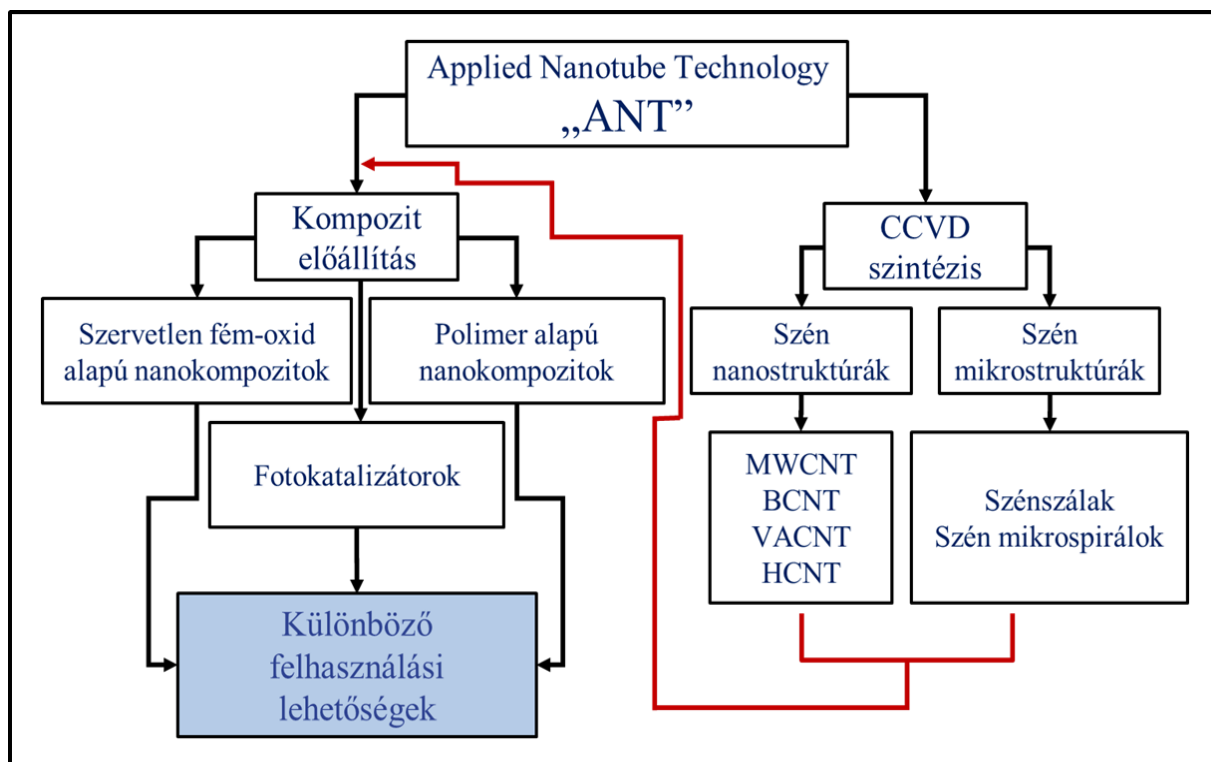 Applied Nanotube Technology
„ANT”
Kompozit
előállítás
CCVD
szintézis
Szervetlen fém-oxid
alapú nanokompozitok
Polimer alapú
nanokompozitok
Szén
nanostruktúrák
Szén
mikrostruktúrák
Fotokatalizátorok
MWCNT
BCNT
VACNT
HCNT
Szénszálak
Szén mikrospirálok
Különböző
felhasználási
lehetőségek